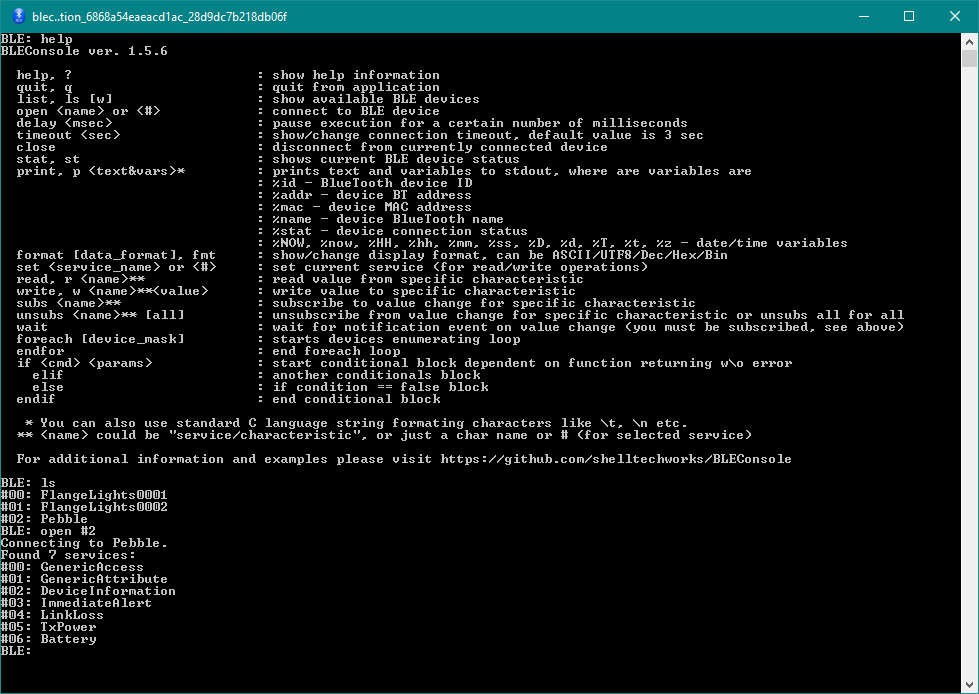 blec..tion_6868a54eaeacd1ac_28d9dc7b218db06f
BLE: help
BLEConsole ver. 1.5.6
help, ? : show help information
quit, q : quit from application
list, ls [w] : show available BLE devices
open <name> or <#> : connect to BLE device
delay <msec> : pause execution for a certain number of milliseconds
timeout <sec> : show/change connection timeout, default value is 3 sec
close : disconnect from currently connected device
stat, st : shows current BLE device status
print, p <text&vars>* : prints text and variables to stdout, where are variables are
: %id - BlueTooth device ID
: %addr - device BT address
: %mac - device MAC address
: %name - device BlueTooth name
: %stat - device connection status
: %NOW, %now, %HH, %hh, %mm, %ss, %D, %d, %T, %t, %z - date/time variables
format [data_format], fmt : show/change display format, can be ASCII/UTF8/Dec/Hex/Bin
set <service_name> or <#> : set current service (for read/write operations)
read, r <name>** : read value from specific characteristic
write, w <name>**<value> : write value to specific characteristic
subs <name>** : subscribe to value change for specific characteristic
unsubs <name>** [all] : unsubscribe from value change for specific characteristic or unsubs all for all
wait : wait for notification event on value change (you must be subscribed, see above)
foreach [device_mask] : starts devices enumerating loop
endfor : end foreach loop
if <cmd> <params> : start conditional block dependent on function returning w\o error
elif : another conditionals block
else : if condition == false block
endif : end conditional block
* You can also use standard C language string formating characters like \t, \n etc.
** <name> could be "service/characteristic", or just a char name or # (for selected service)
For additional information and examples please visit https://github.com/shelltechworks/BLEConsole
BLE: ls
#00: FlangeLights0001
#01: FlangeLights0002
#02: Pebble
BLE: open #2
Connecting to Pebble.
Found 7 services:
#00: GenericAccess
#01: GenericAttribute
#02: DeviceInformation
#03: ImmediateAlert
#04: LinkLoss
#05: TxPower
#06: Battery
BLE: